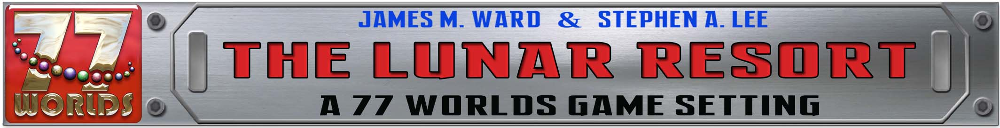 77
WORLDS
JAMES M. WARD & STEPHEN A. LEE
THE LUNAR RESORT
A 77 WORLDS GAME SETTING